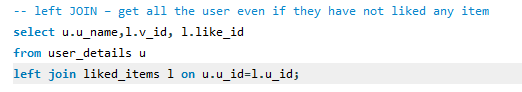 -- left JOIN – get all the user even if they have not liked any item
select u.u_name,l.v_id, l.like_id
from user_details u
left join liked_items l on u.u_id=l.u_id;